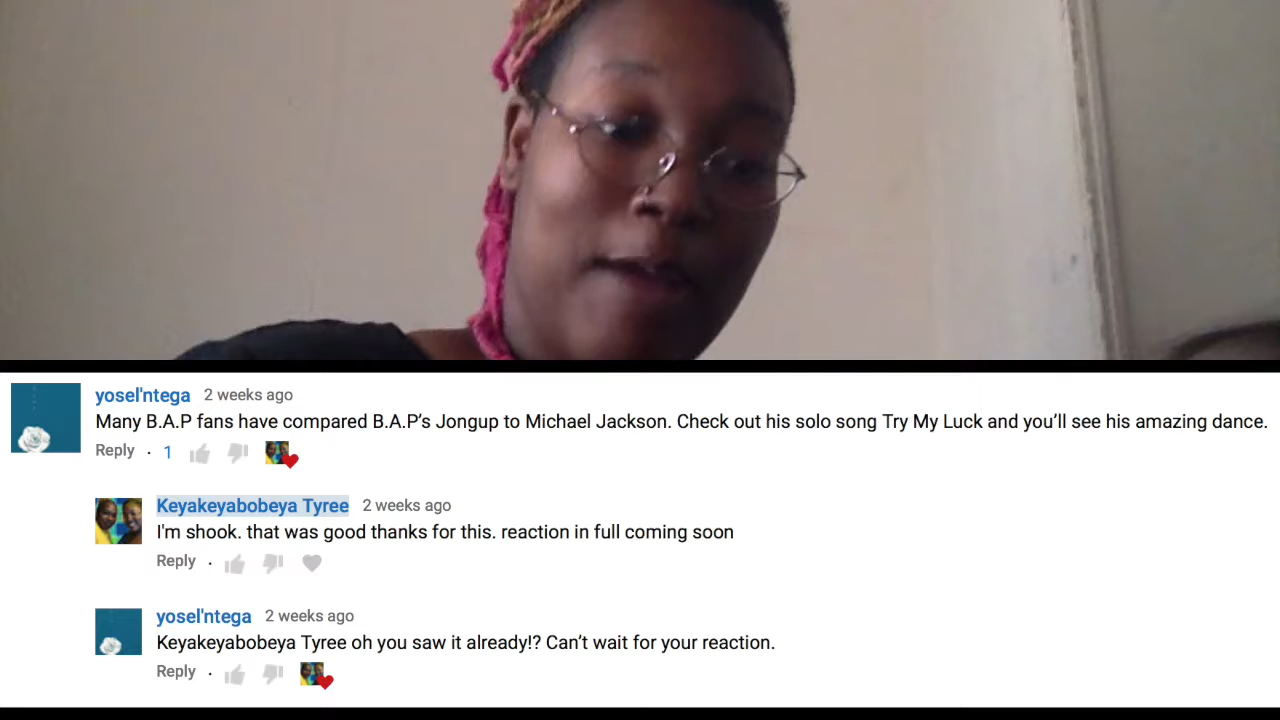 yosel'ntega 2 weeks ago
Many B.A.P fans have compared B.A.P’s Jongup to Michael Jackson. Check out his solo song Try My Luck and you’ll see his amazing dance.
Reply · 1
Keyakeyabobeya Tyree 2 weeks ago
I'm shook. that was good thanks for this. reaction in full coming soon
Reply ·
yosel'ntega 2 weeks ago
Keyakeyabobeya Tyree oh you saw it already!? Can’t wait for your reaction.
Reply ·